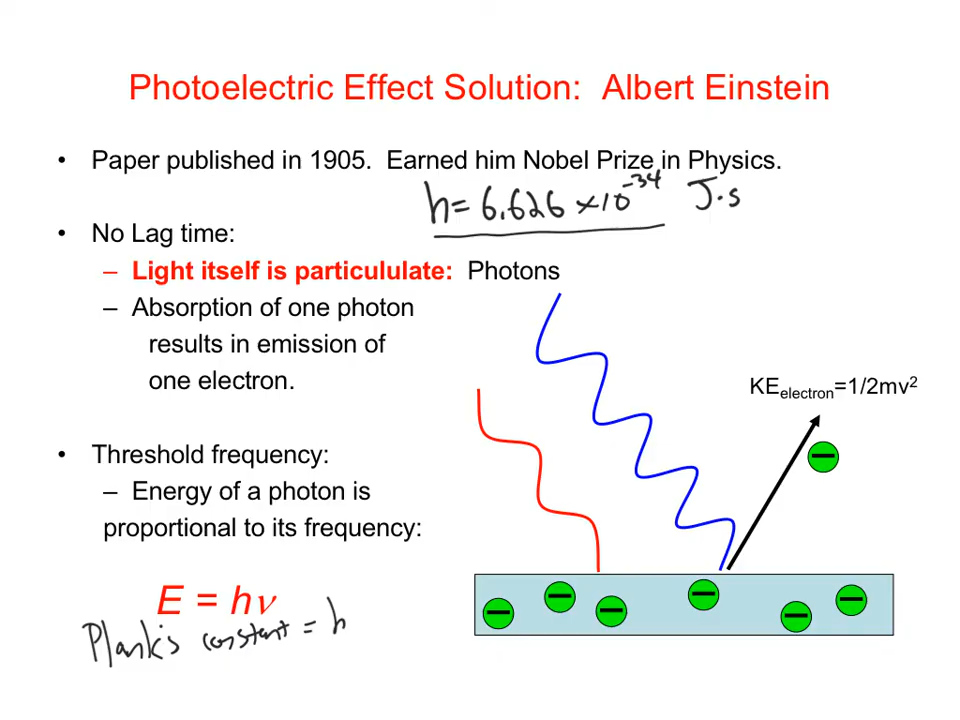 Photoelectric Effect Solution: Albert Einstein
• Paper published in 1905. Earned him Nobel Prize in Physics.
h = 6.626 ×10⁻³⁴ J·s
• No Lag time:
– Light itself is particululate: Photons
– Absorption of one photon
results in emission of
one electron.
KEelectron=1/2mv²
• Threshold frequency:
– Energy of a photon is
proportional to its frequency:
E = hν
Plank's constant = h